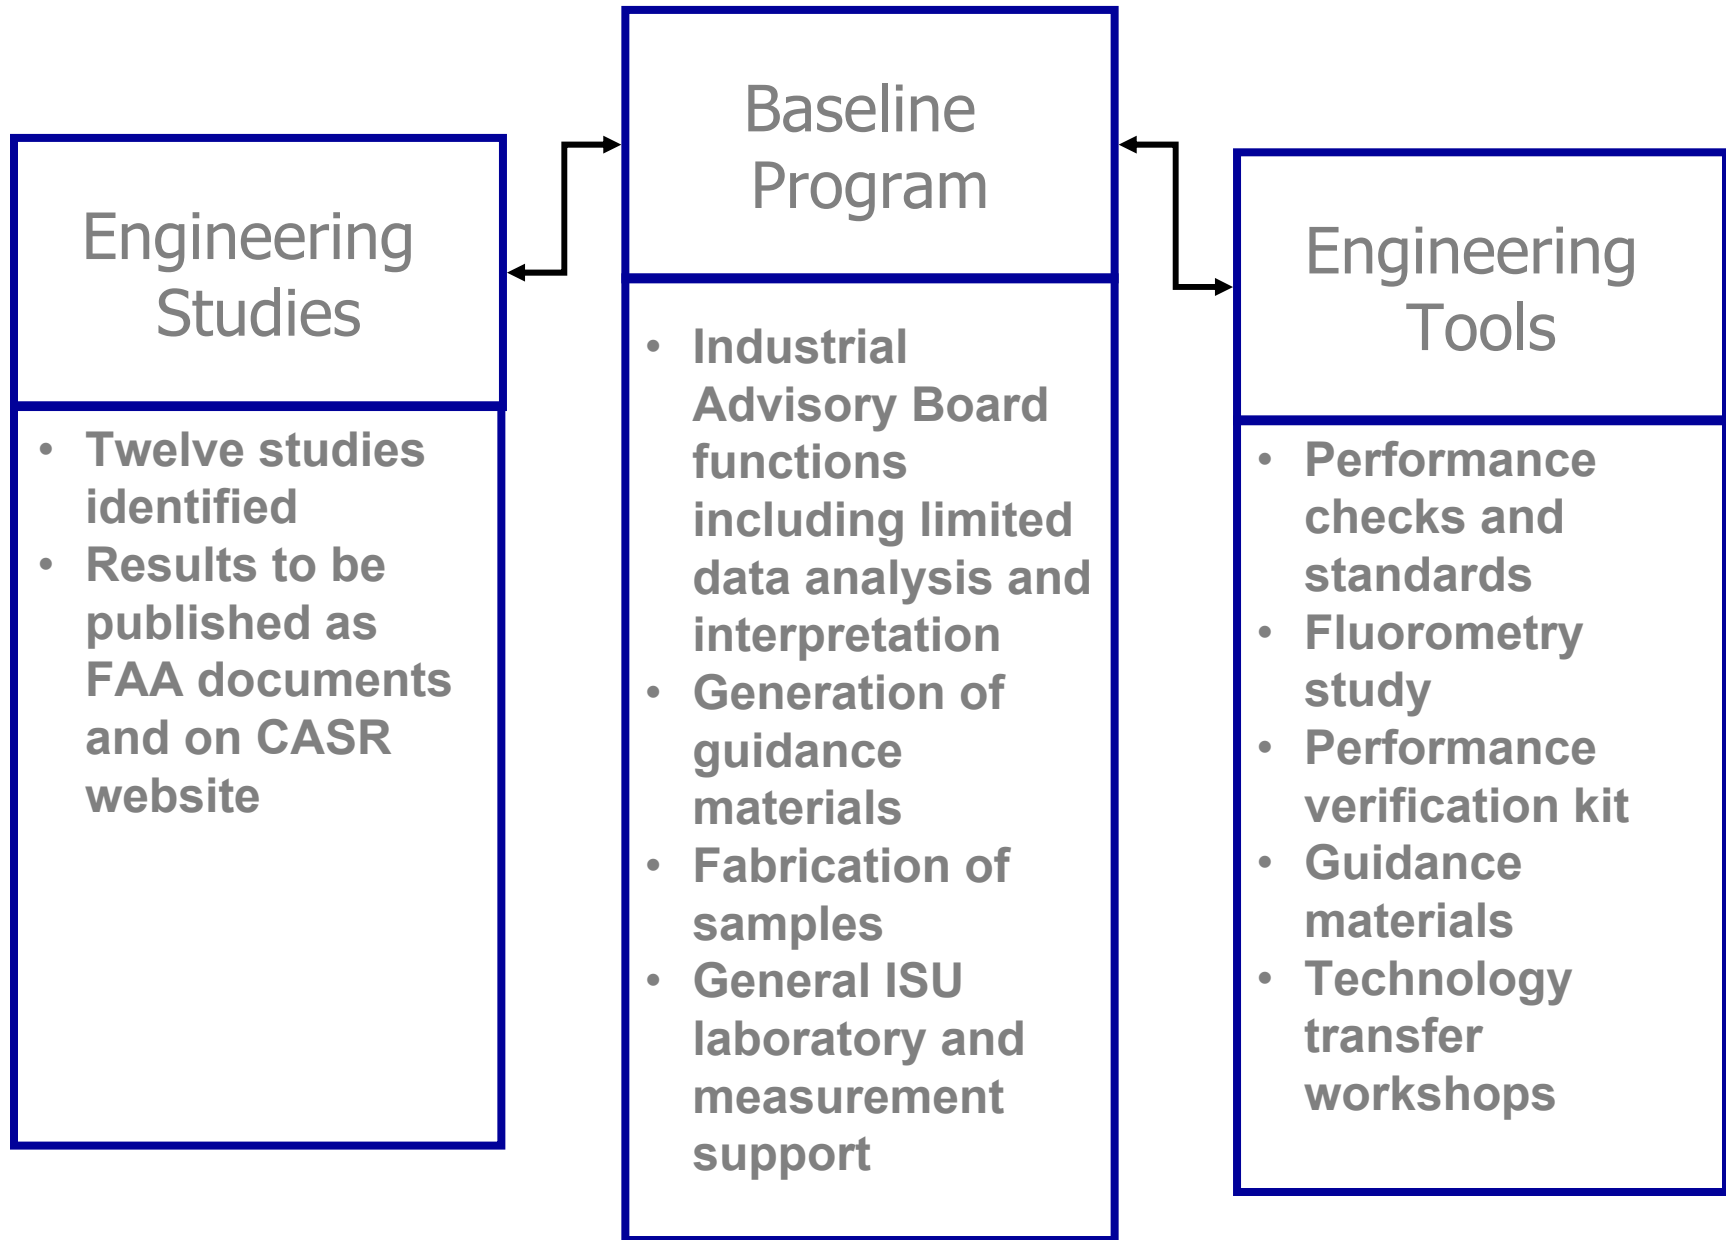 Engineering
Studies
• Twelve studies
identified
• Results to be
published as
FAA documents
and on CASR
website
Baseline
Program
• Industrial
Advisory Board
functions
including limited
data analysis and
interpretation
• Generation of
guidance
materials
• Fabrication of
samples
• General ISU
laboratory and
measurement
support
Engineering
Tools
• Performance
checks and
standards
• Fluorometry
study
• Performance
verification kit
• Guidance
materials
• Technology
transfer
workshops